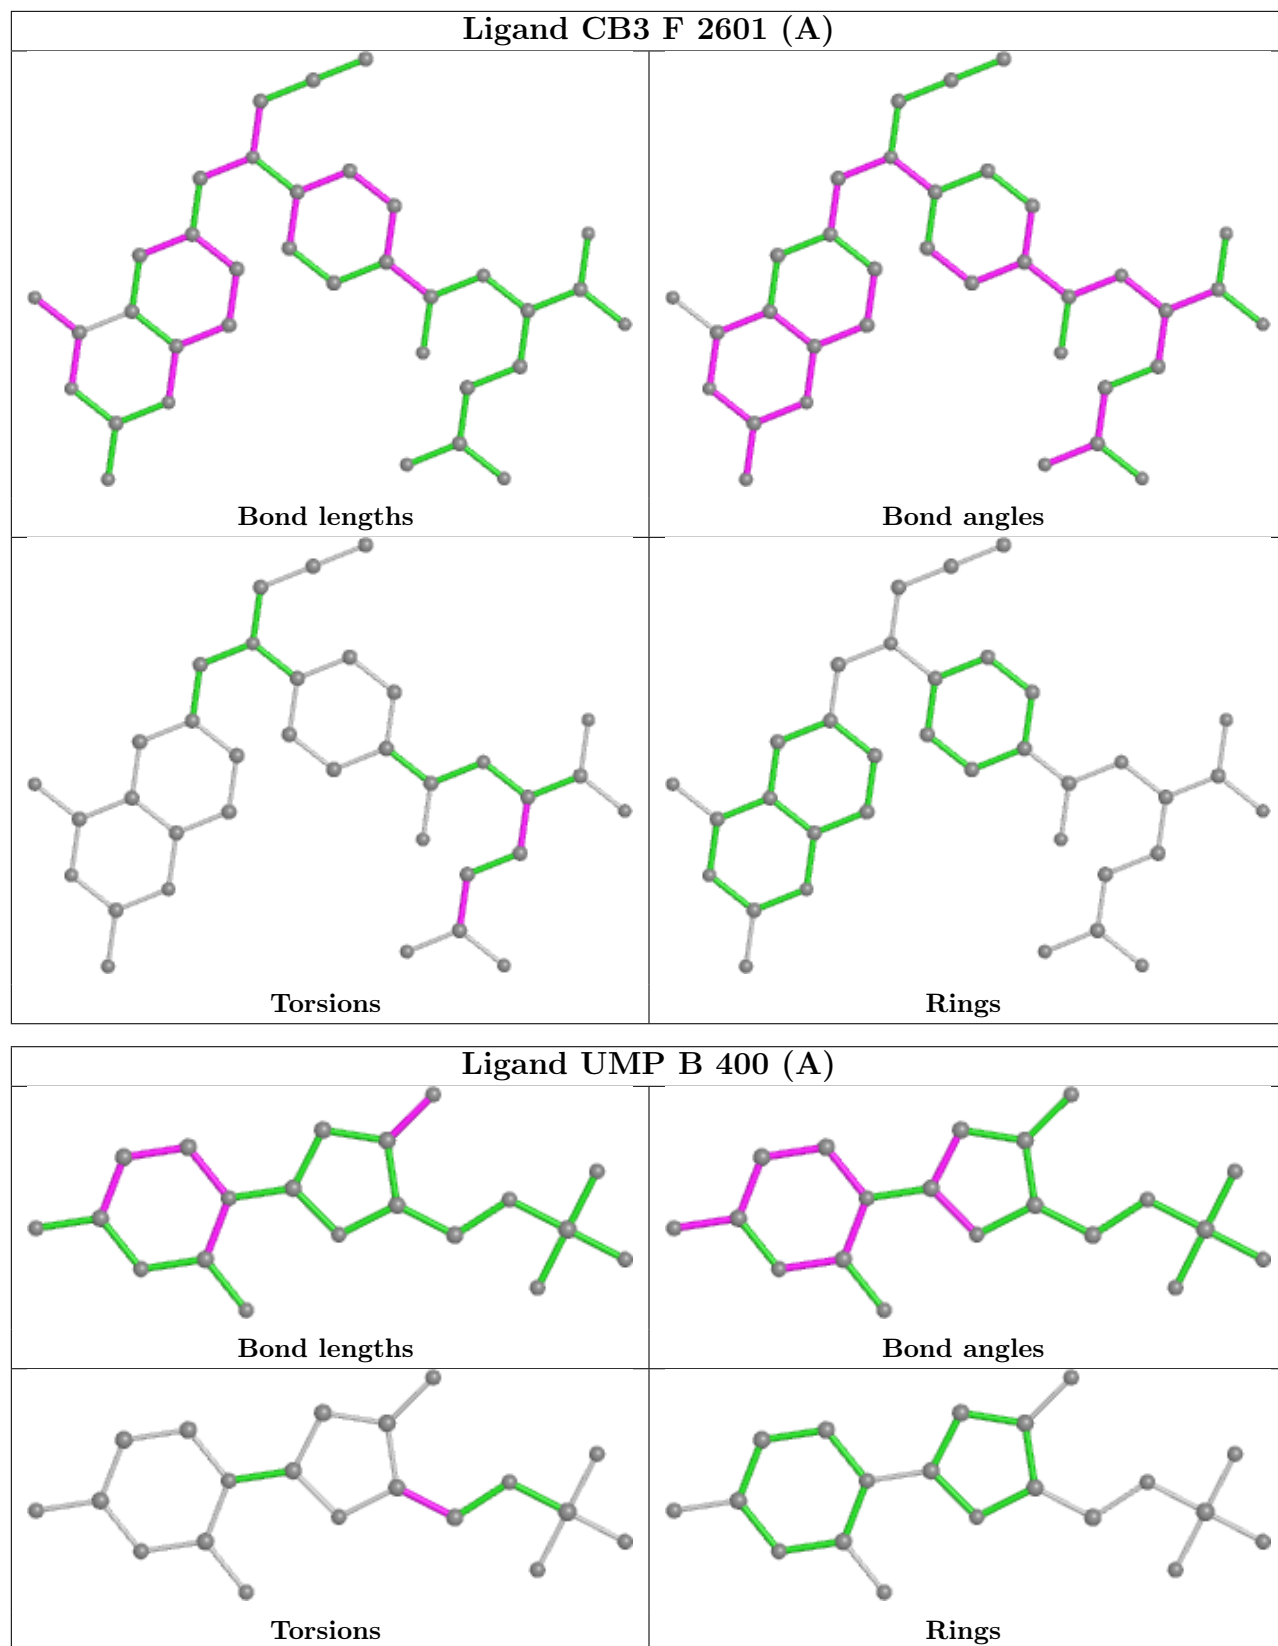 Ligand CB3 F 2601 (A)
Bond lengths
Bond angles
Torsions
Rings
Ligand UMP B 400 (A)
Bond lengths
Bond angles
Torsions
Rings